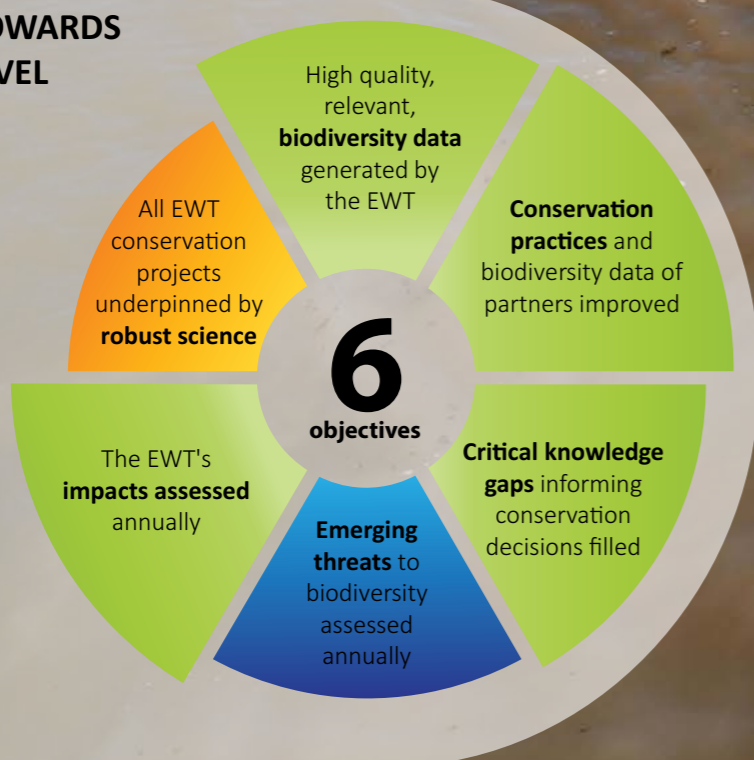 OWARDS
VEL
High quality,
relevant,
biodiversity data
generated by
the EWT
Conservation
practices and
biodiversity data of
partners improved
Critical knowledge
gaps informing
conservation
decisions filled
Emerging
threats to
biodiversity
assessed
annually
The EWT's
impacts assessed
annually
All EWT
conservation
projects
underpinned by
robust science
6
objectives